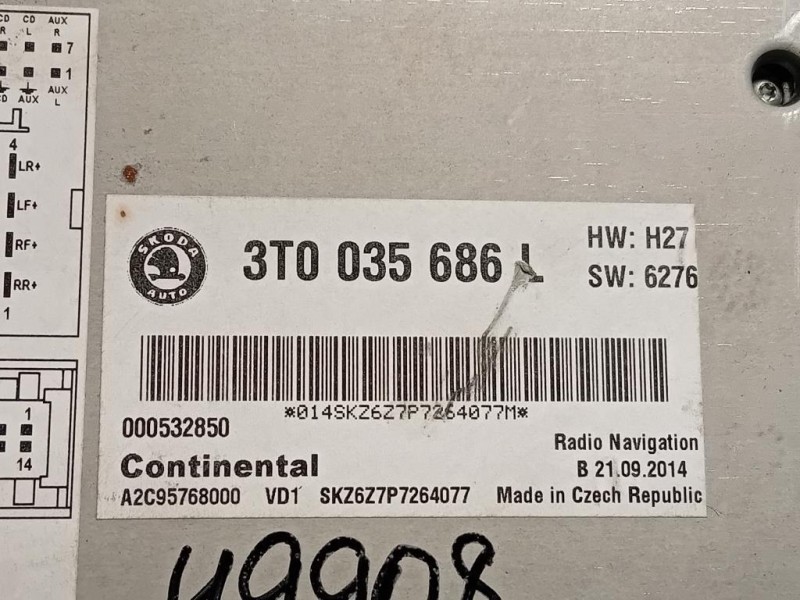 CD CD AUX
R L R
7
1
CD AUX AUX
L
4
LR+
LF+
RF+
RR+
1
1
14
SKODA
AUTO
3T0 035 686 L
HW: H27
SW: 6276
*014SKZ6Z7P7264077M*
000532850
Continental
A2C95768000 VD1 SKZ6Z7P7264077
Radio Navigation
B 21.09.2014
Made in Czech Republic
49908